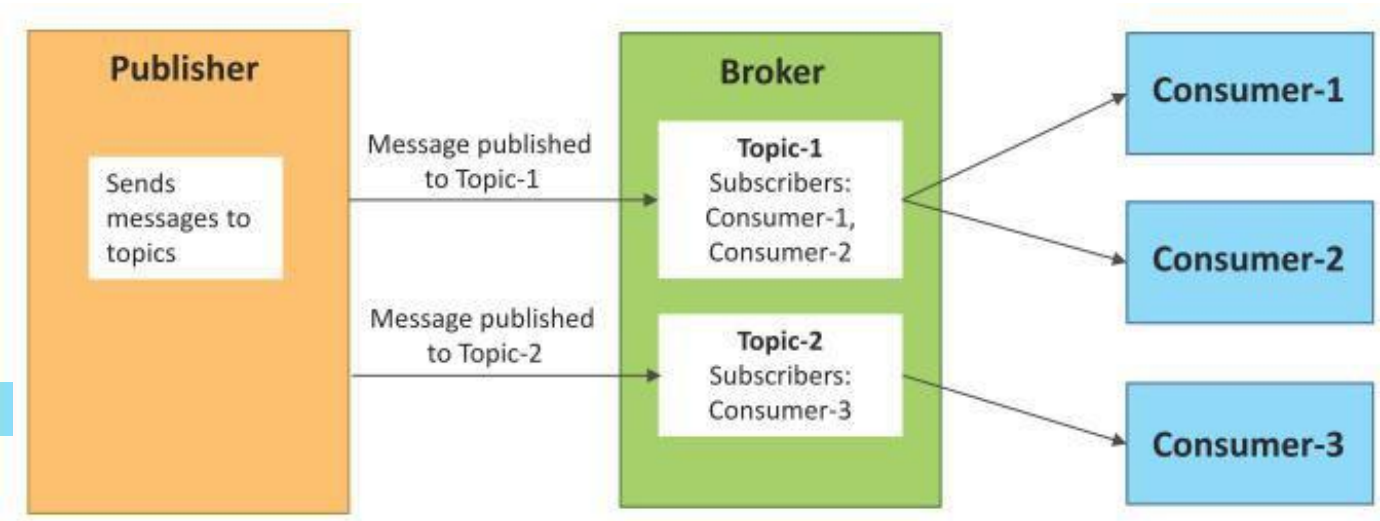 Publisher
Sends
messages to
topics
Message published
to Topic-1
Message published
to Topic-2
Broker
Topic-1
Subscribers:
Consumer-1,
Consumer-2
Topic-2
Subscribers:
Consumer-3
Consumer-1
Consumer-2
Consumer-3